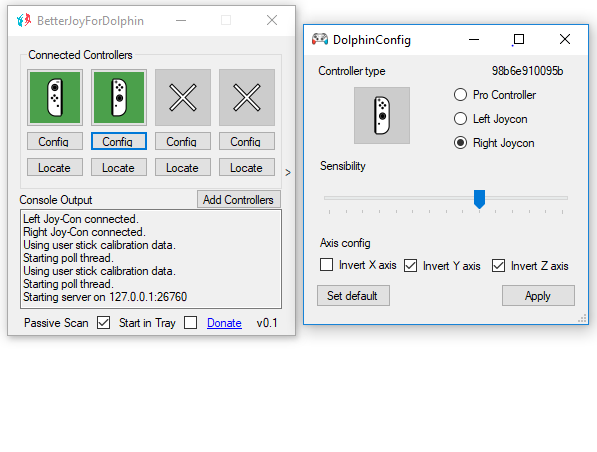 BetterJoyForDolphin
Connected Controllers
Config Config Config Config
Locate Locate Locate Locate
>
Console Output
Add Controllers
Left Joy-Con connected.
Right Joy-Con connected.
Using user stick calibration data.
Starting poll thread.
Using user stick calibration data.
Starting poll thread.
Starting server on 127.0.0.1:26760
Passive Scan Start in Tray Donate v0.1
DolphinConfig
Controller type 98b6e910095b
Pro Controller
Left Joycon
Right Joycon
Sensibility
Axis config
Invert X axis Invert Y axis Invert Z axis
Set default Apply